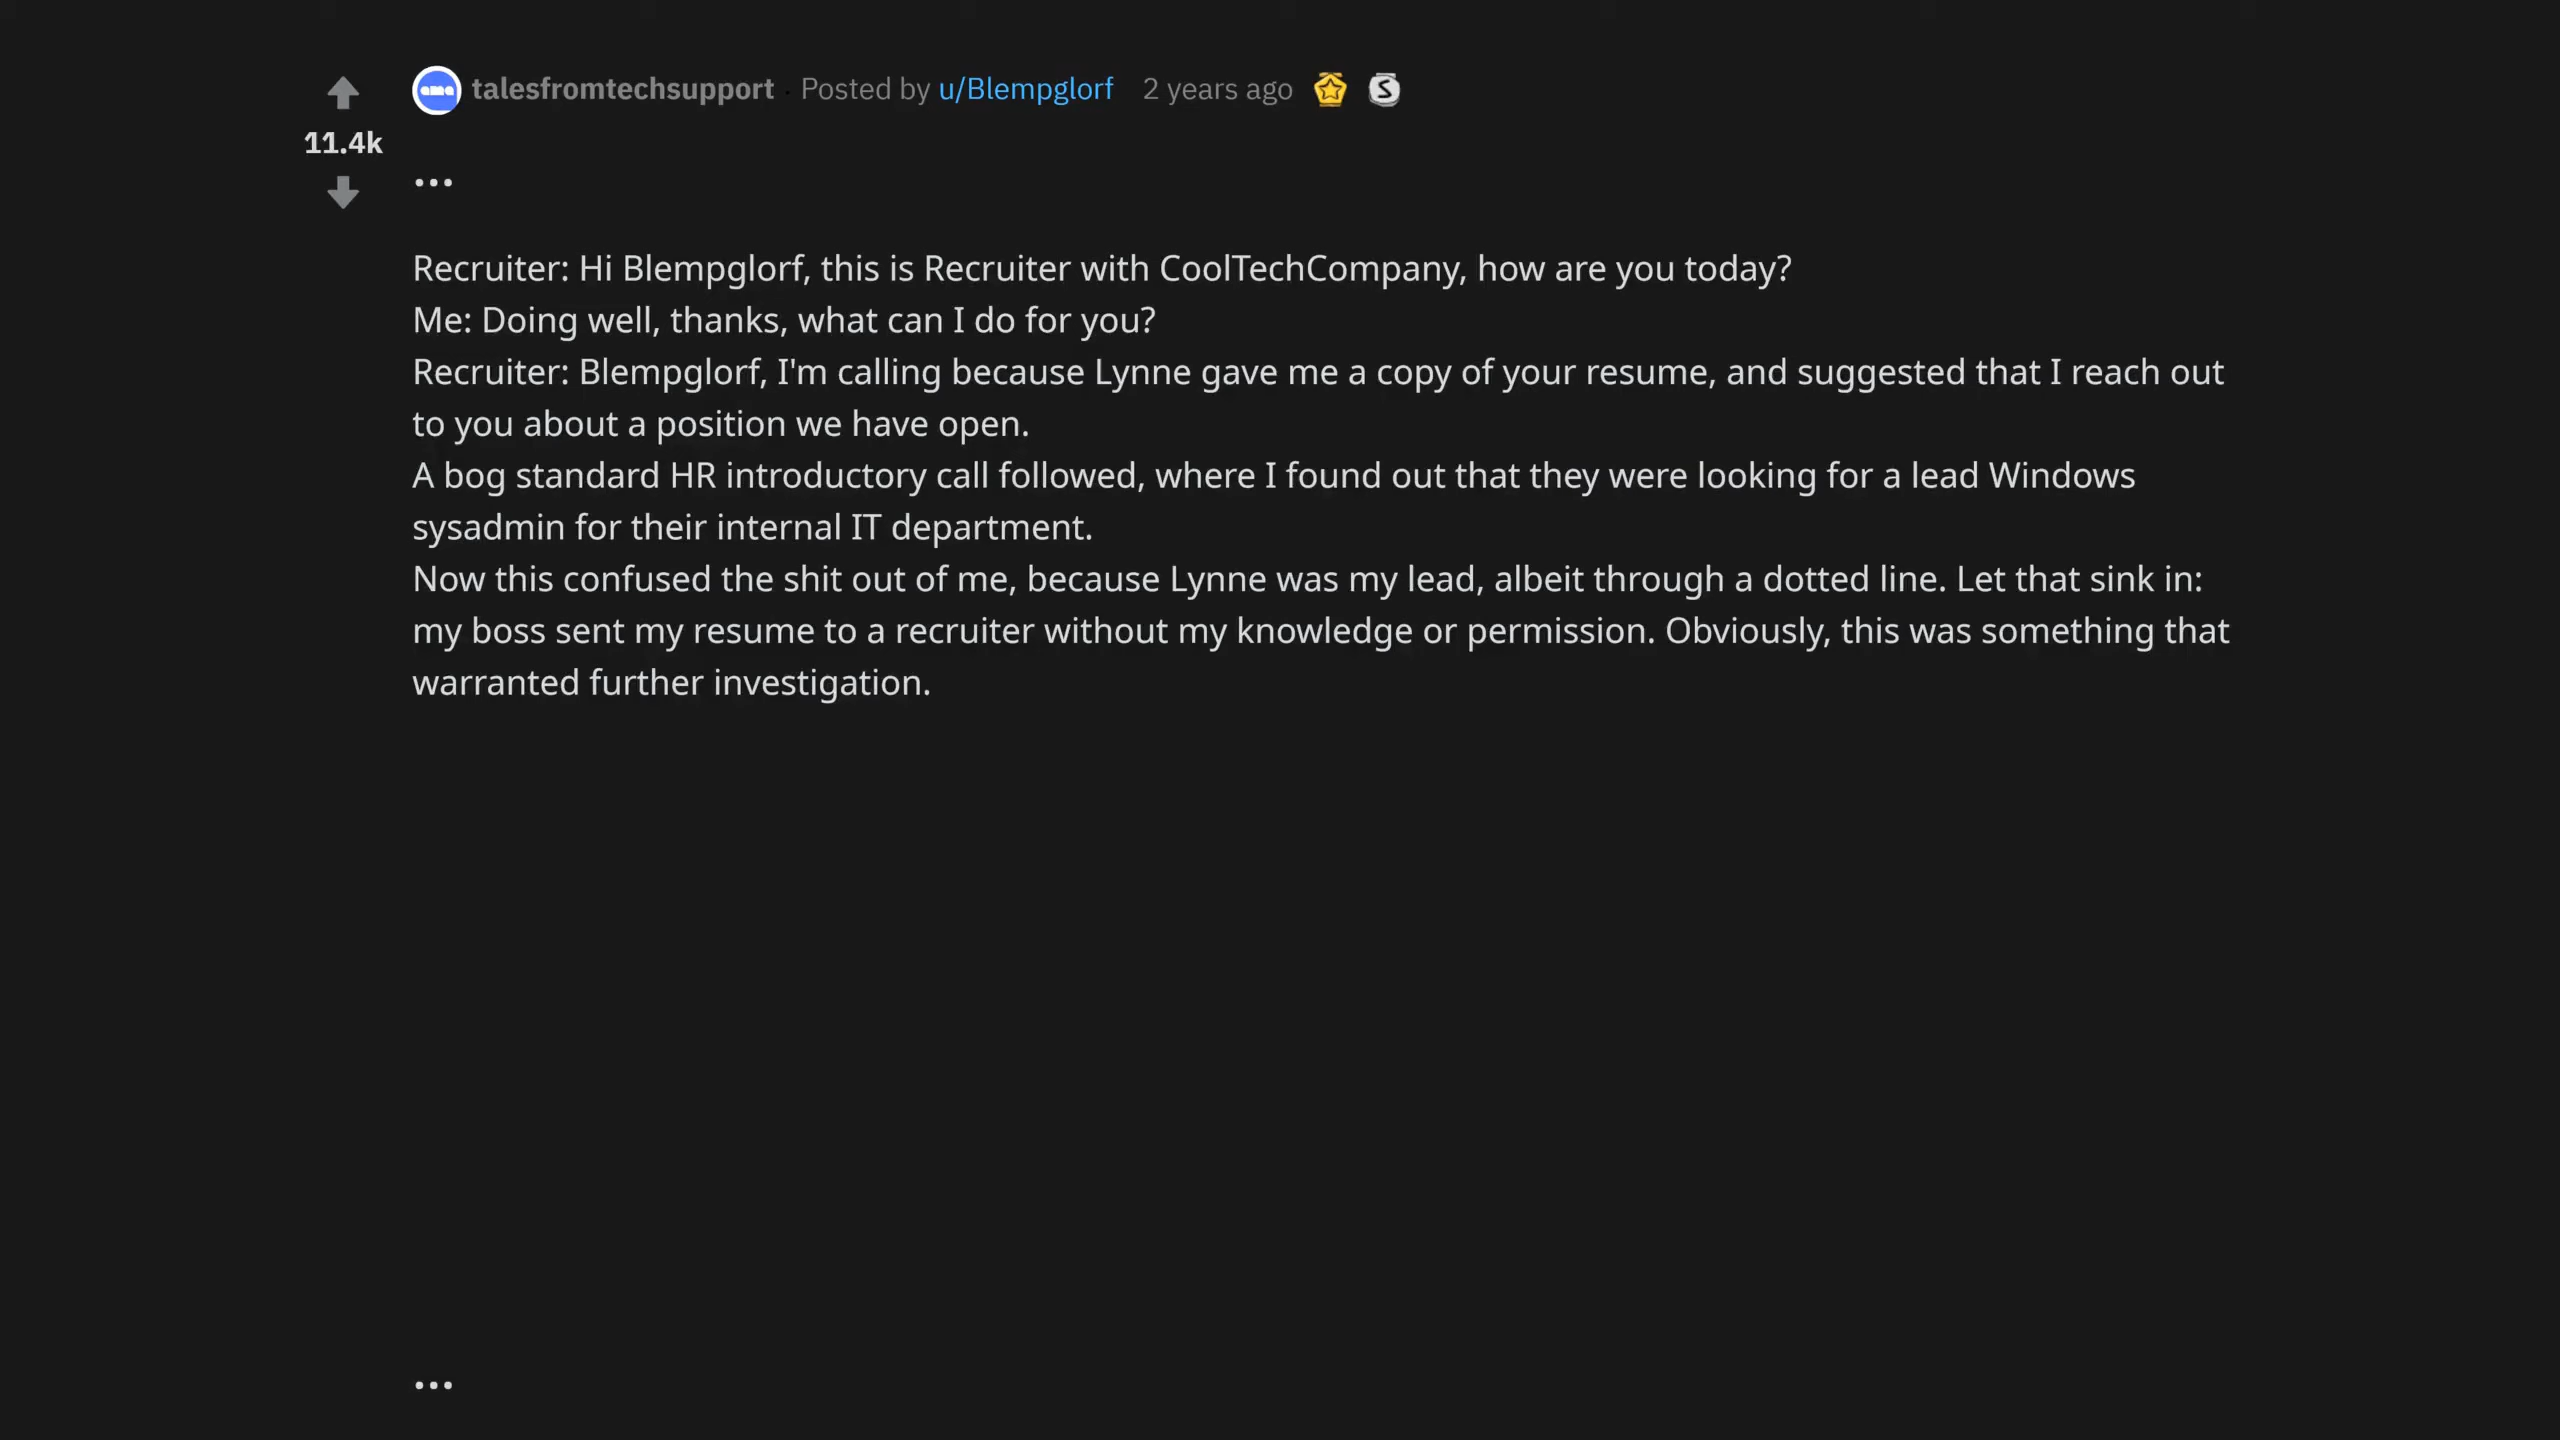 talesfromtechsupport · Posted by u/Blempglorf 2 years ago
11.4k
...
Recruiter: Hi Blempglorf, this is Recruiter with CoolTechCompany, how are you today?
Me: Doing well, thanks, what can I do for you?
Recruiter: Blempglorf, I'm calling because Lynne gave me a copy of your resume, and suggested that I reach out
to you about a position we have open.
A bog standard HR introductory call followed, where I found out that they were looking for a lead Windows
sysadmin for their internal IT department.
Now this confused the shit out of me, because Lynne was my lead, albeit through a dotted line. Let that sink in:
my boss sent my resume to a recruiter without my knowledge or permission. Obviously, this was something that
warranted further investigation.
...